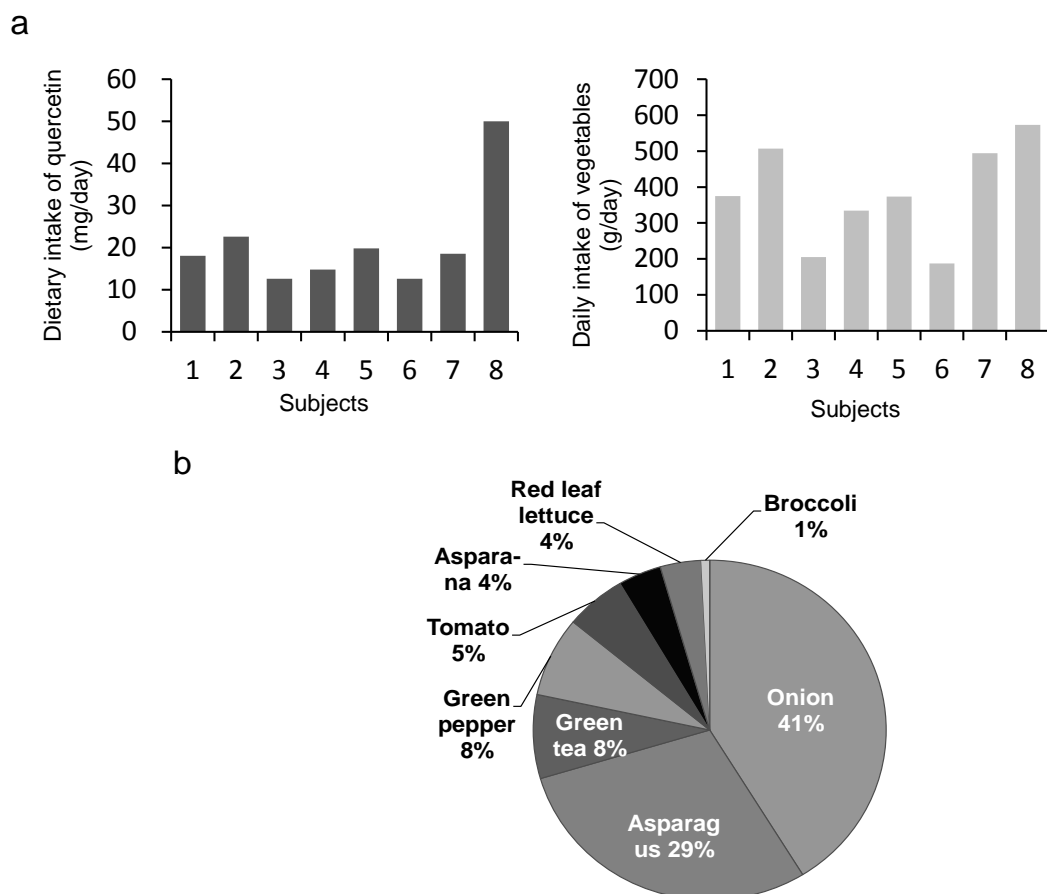 a
Dietary intake of quercetin
(mg/day)
60
50
40
30
20
10
0
1 2 3 4 5 6 7 8
Subjects
Daily intake of vegetables
(g/day)
700
600
500
400
300
200
100
0
1 2 3 4 5 6 7 8
Subjects
b
Red leaf
lettuce
4%
Broccoli
1%
Aspara-
na 4%
Tomato
5%
Green
pepper
8%
Green
tea 8%
Onion
41%
Asparag
us 29%